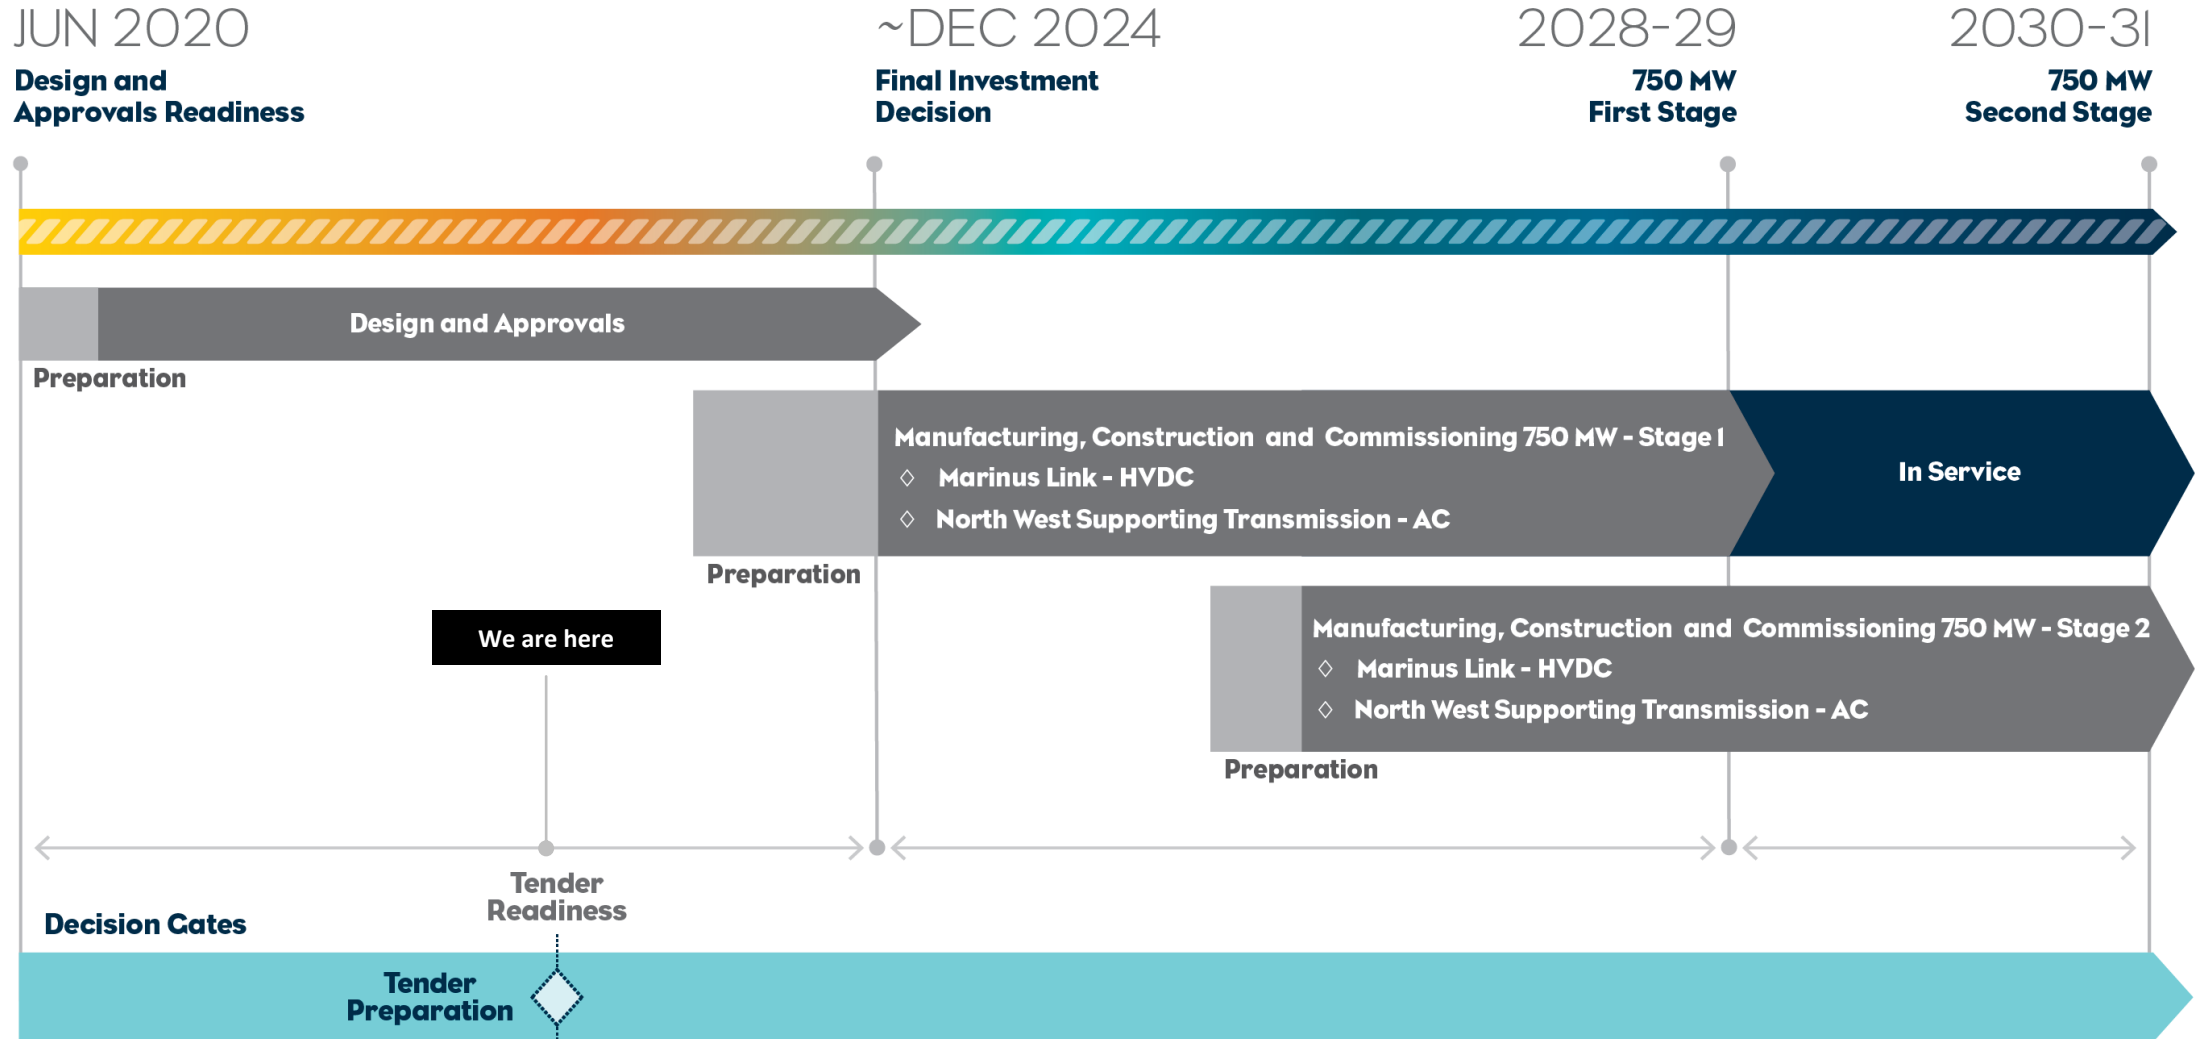 JUN 2020
Design and
Approvals Readiness
~DEC 2024
Final Investment
Decision
2028-29
750 MW
First Stage
2030-31
750 MW
Second Stage
Design and Approvals
Preparation
Manufacturing, Construction and Commissioning 750 MW - Stage 1
◊ Marinus Link - HVDC
◊ North West Supporting Transmission - AC
In Service
Preparation
We are here
Manufacturing, Construction and Commissioning 750 MW - Stage 2
◊ Marinus Link - HVDC
◊ North West Supporting Transmission - AC
Preparation
Tender
Readiness
Decision Gates
Tender
Preparation